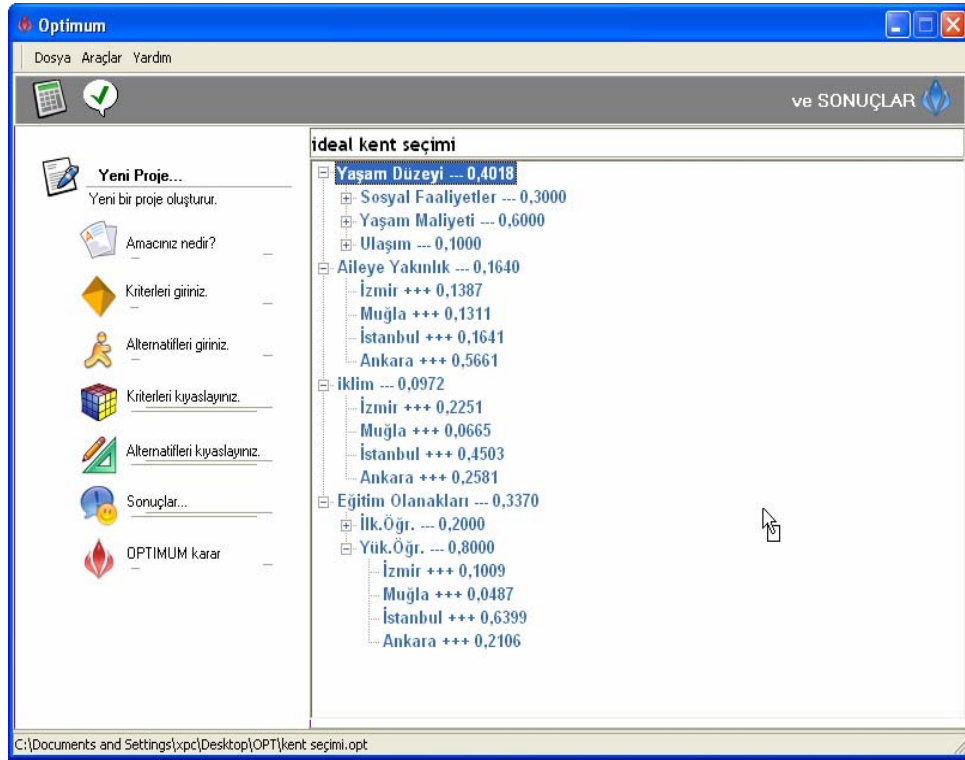 Optimum
Dosya Araçlar Yardım
ve SONUÇLAR
Yeni Proje...
Yeni bir proje oluşturur.
Amacınız nedir?
Kriterleri giriniz.
Alternatifleri giriniz.
Kriterleri kıyaslayınız.
Alternatifleri kıyaslayınız.
Sonuçlar...
OPTIMUM karar
ideal kent seçimi
Yaşam Düzeyi --- 0,4018
Sosyal Faaliyetler --- 0,3000
Yaşam Maliyeti --- 0,6000
Ulaşım --- 0,1000
Aileye Yakınlık --- 0,1640
İzmir +++ 0,1387
Muğla +++ 0,1311
İstanbul +++ 0,1641
Ankara +++ 0,5661
iklim --- 0,0972
İzmir +++ 0,2251
Muğla +++ 0,0665
İstanbul +++ 0,4503
Ankara +++ 0,2581
Eğitim Olanakları --- 0,3370
İlk.Öğr. --- 0,2000
Yük.Öğr. --- 0,8000
İzmir +++ 0,1009
Muğla +++ 0,0487
İstanbul +++ 0,6399
Ankara +++ 0,2106
C:\Documents and Settings\xpc\Desktop\OPT\kent seçimi.opt